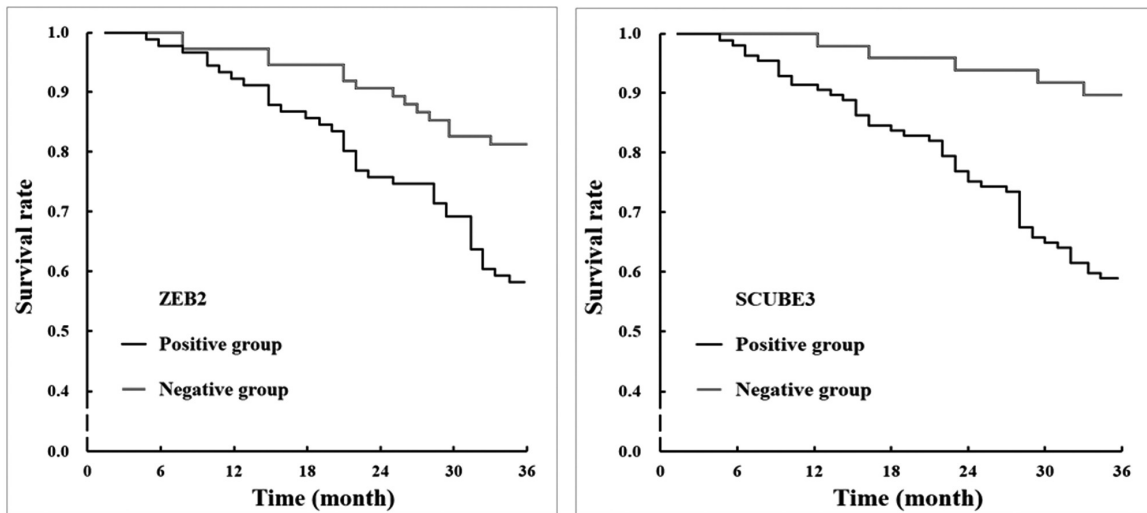 1.0
0.9
0.8
0.7
0.6
0.5
0.4
0.0
Survival rate
ZEB2
Positive group
Negative group
0 6 12 18 24 30 36
Time (month)
1.0
0.9
0.8
0.7
0.6
0.5
0.4
0.0
Survival rate
SCUBE3
Positive group
Negative group
0 6 12 18 24 30 36
Time (month)